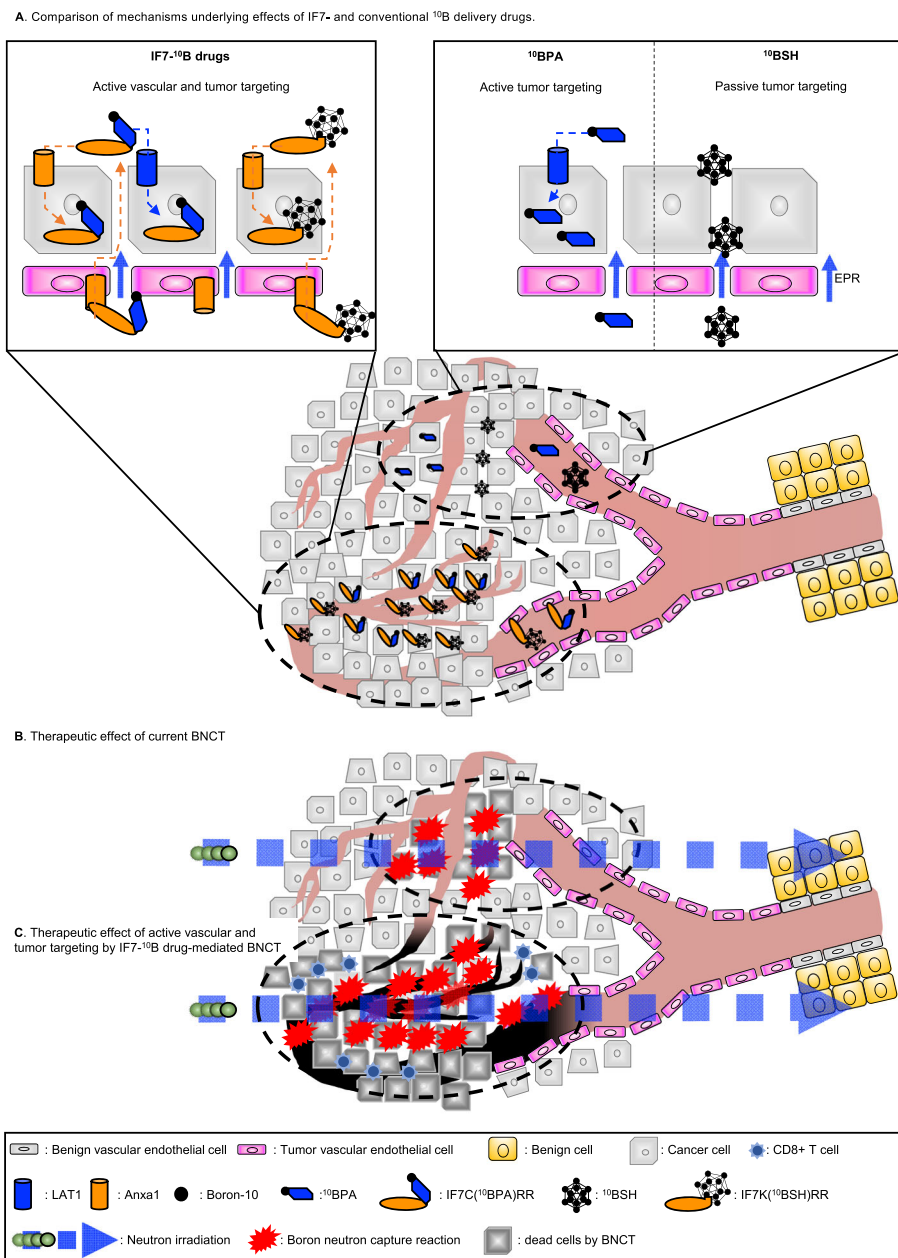 A. Comparison of mechanisms underlying effects of IF7- and conventional ¹⁰B delivery drugs.
IF7-¹⁰B drugs
Active vascular and tumor targeting
¹⁰BPA
¹⁰BSH
Active tumor targeting
Passive tumor targeting
EPR
B. Therapeutic effect of current BNCT
C. Therapeutic effect of active vascular and
tumor targeting by IF7-¹⁰B drug-mediated BNCT
: Benign vascular endothelial cell
: Tumor vascular endothelial cell
: Benign cell
: Cancer cell
: CD8+ T cell
: LAT1
: Anxa1
: Boron-10
:¹⁰BPA
: IF7C(¹⁰BPA)RR
: ¹⁰BSH
: IF7K(¹⁰BSH)RR
: Neutron irradiation
: Boron neutron capture reaction
: dead cells by BNCT